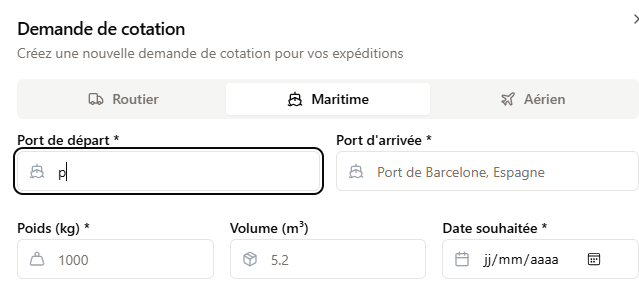 Demande de cotation
Créez une nouvelle demande de cotation pour vos expéditions
Routier Maritime Aérien
Port de départ * Port d'arrivée *
p Port de Barcelone, Espagne
Poids (kg) * Volume (m³) Date souhaitée *
1000 5.2 jj/mm/aaaa